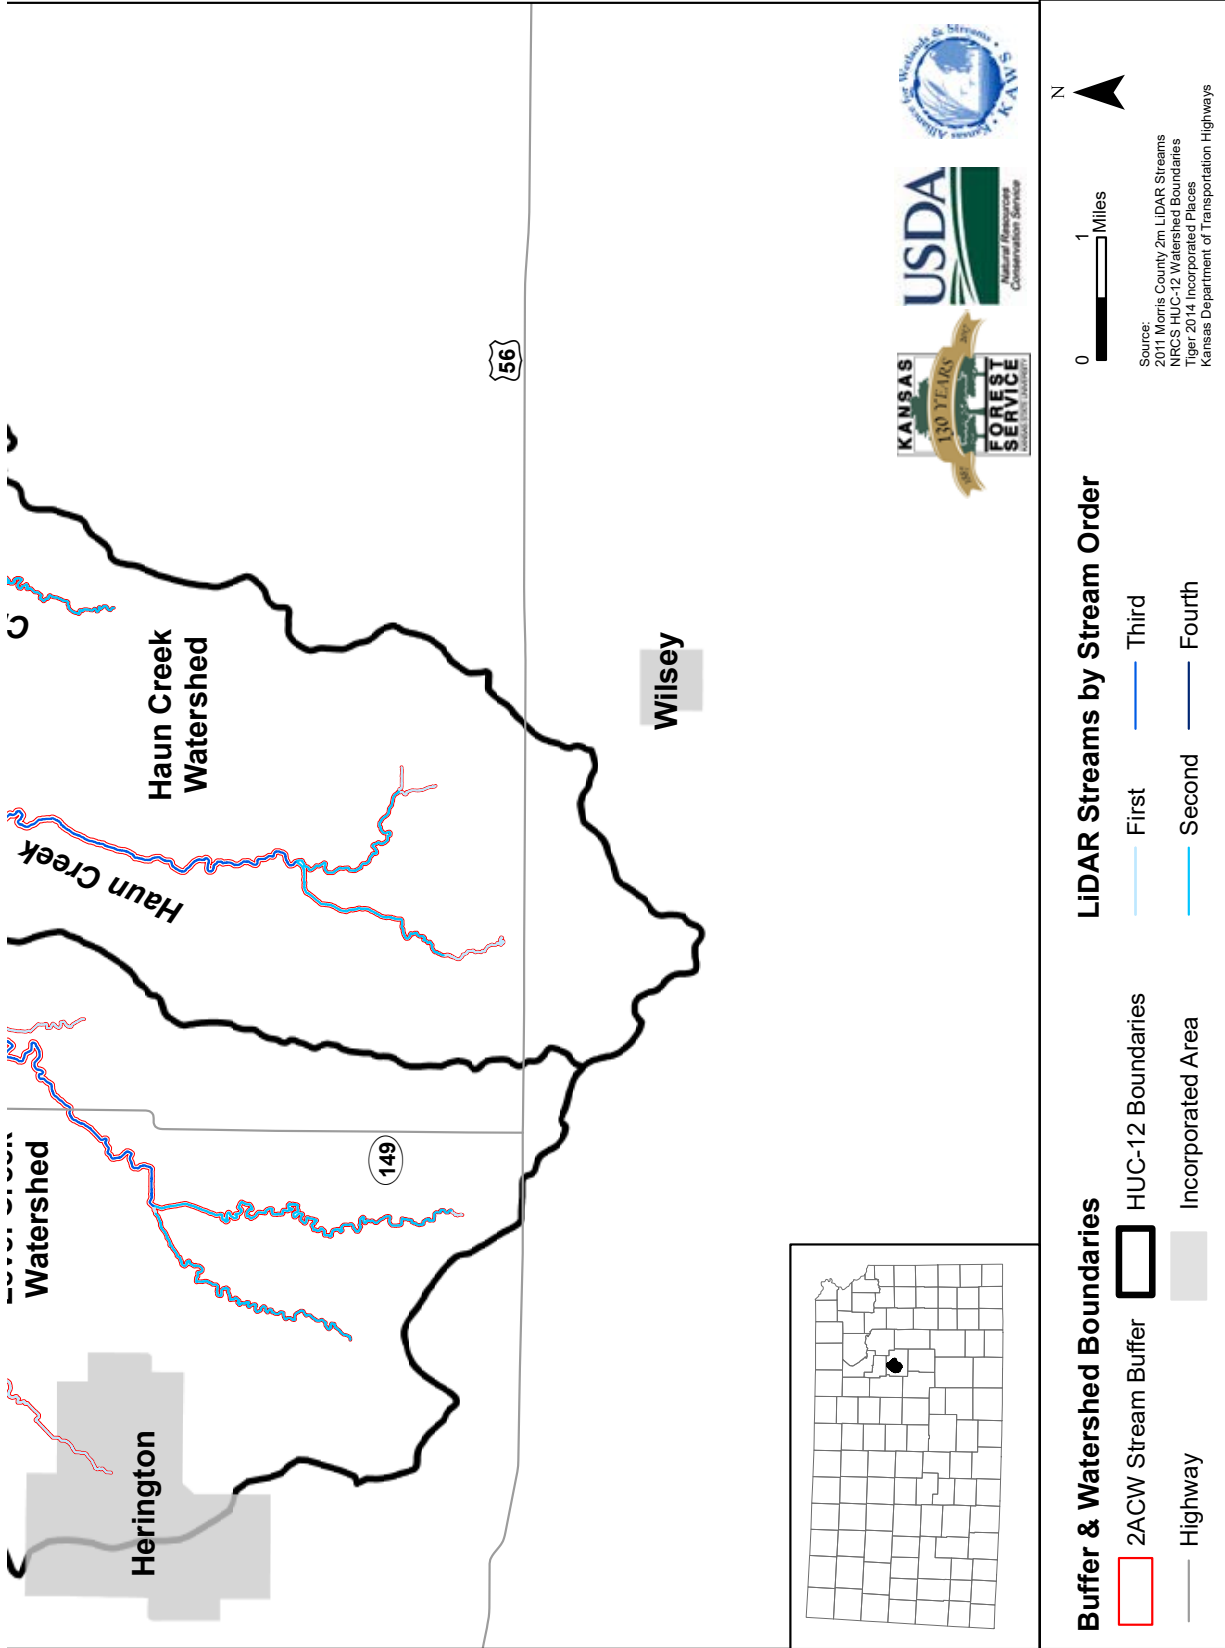 Haun Creek
Watershed
Haun Creek
Watershed
Herington
Wilsey
149
56
KANSAS
130 YEARS
FOREST
SERVICE
KANSAS STATE UNIVERSITY
USDA
Natural Resources
Conservation Service
Kansas Alliance for Wetlands & Streams • KAWS •
Buffer & Watershed Boundaries
2ACW Stream Buffer
HUC-12 Boundaries
Highway
Incorporated Area
LiDAR Streams by Stream Order
First
Third
Second
Fourth
0 1
Miles
N
Source:
2011 Morris County 2m LiDAR Streams
NRCS HUC-12 Watershed Boundaries
Tiger 2014 Incorporated Places
Kansas Department of Transportation Highways